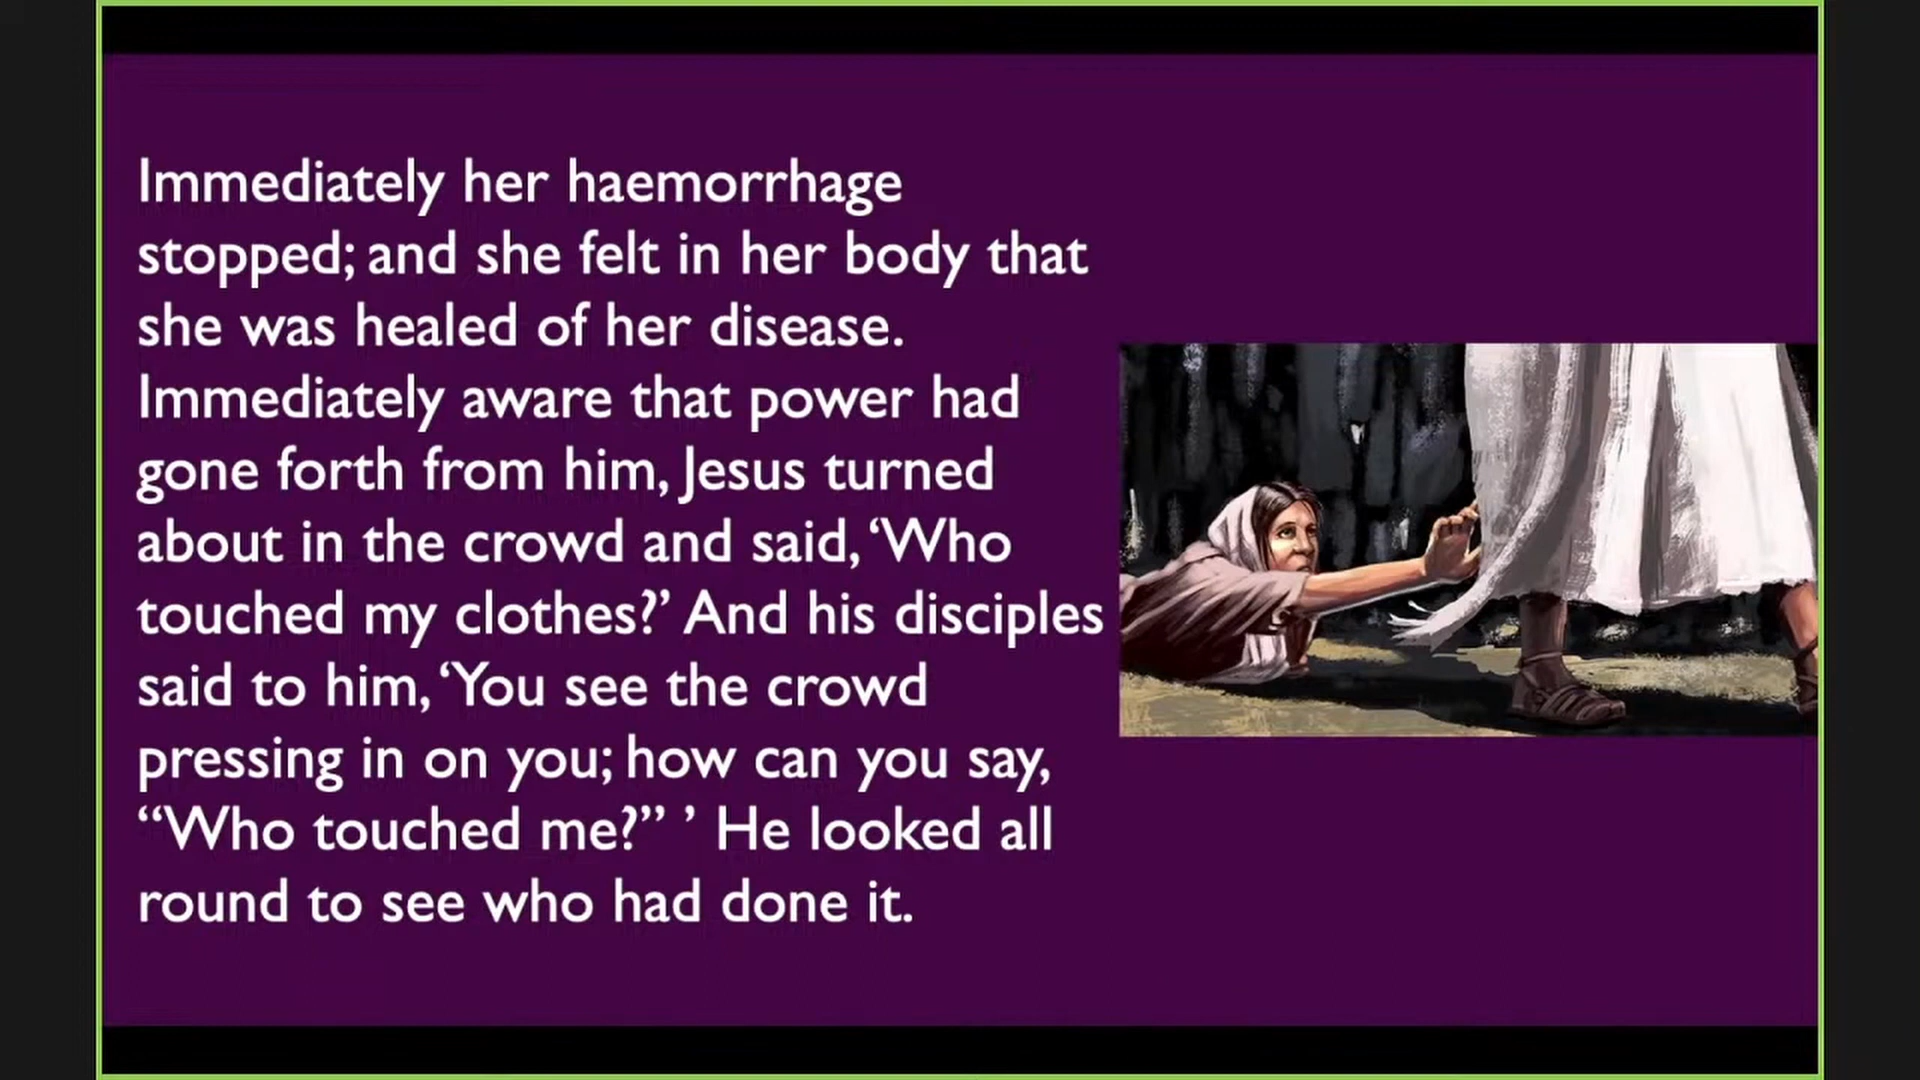 Immediately her haemorrhage
stopped; and she felt in her body that
she was healed of her disease.
Immediately aware that power had
gone forth from him, Jesus turned
about in the crowd and said, ‘Who
touched my clothes?’ And his disciples
said to him, ‘You see the crowd
pressing in on you; how can you say,
“Who touched me?” ’ He looked all
round to see who had done it.